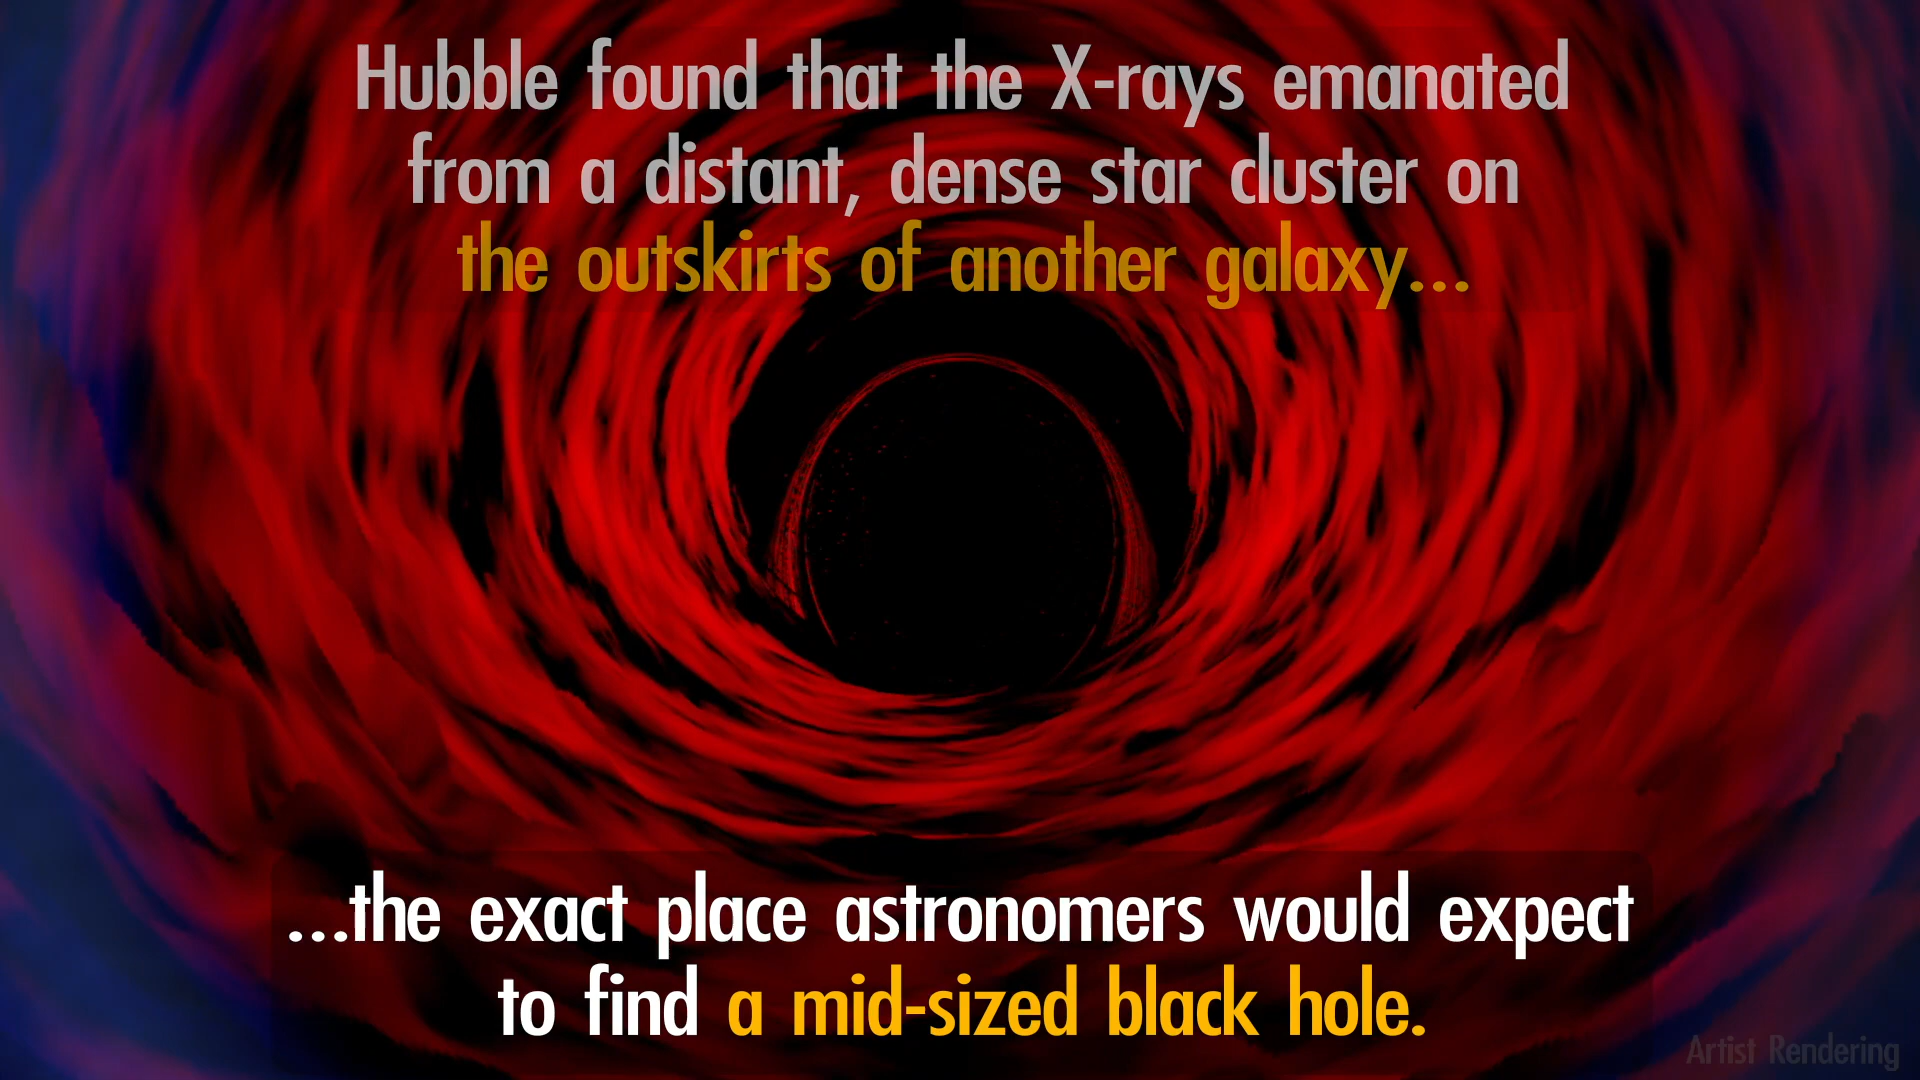 Hubble found that the X-rays emanated
from a distant, dense star cluster on
the outskirts of another galaxy...
...the exact place astronomers would expect
to find a mid-sized black hole.
Artist Rendering